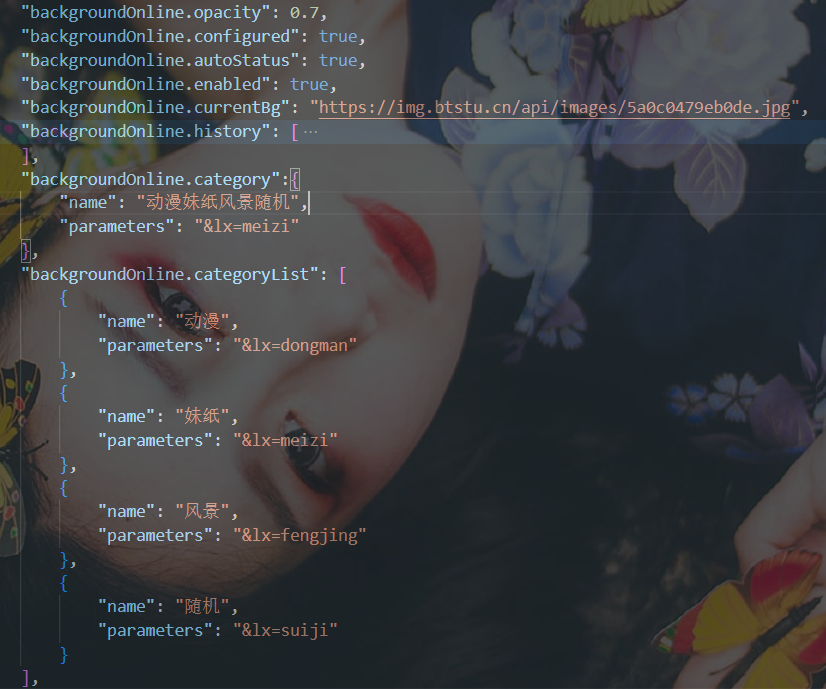 "backgroundOnline.opacity": 0.7,
"backgroundOnline.configured": true,
"backgroundOnline.autoStatus": true,
"backgroundOnline.enabled": true,
"backgroundOnline.currentBg": "https://img.btstu.cn/api/images/5a0c0479eb0de.jpg",
"backgroundOnline.history": [ ···
],
"backgroundOnline.category":{
"name": "动漫妹纸风景随机",
"parameters": "&lx=meizi"
},
"backgroundOnline.categoryList": [
{
"name": "动漫",
"parameters": "&lx=dongman"
},
{
"name": "妹纸",
"parameters": "&lx=meizi"
},
{
"name": "风景",
"parameters": "&lx=fengjing"
},
{
"name": "随机",
"parameters": "&lx=suiji"
}
],